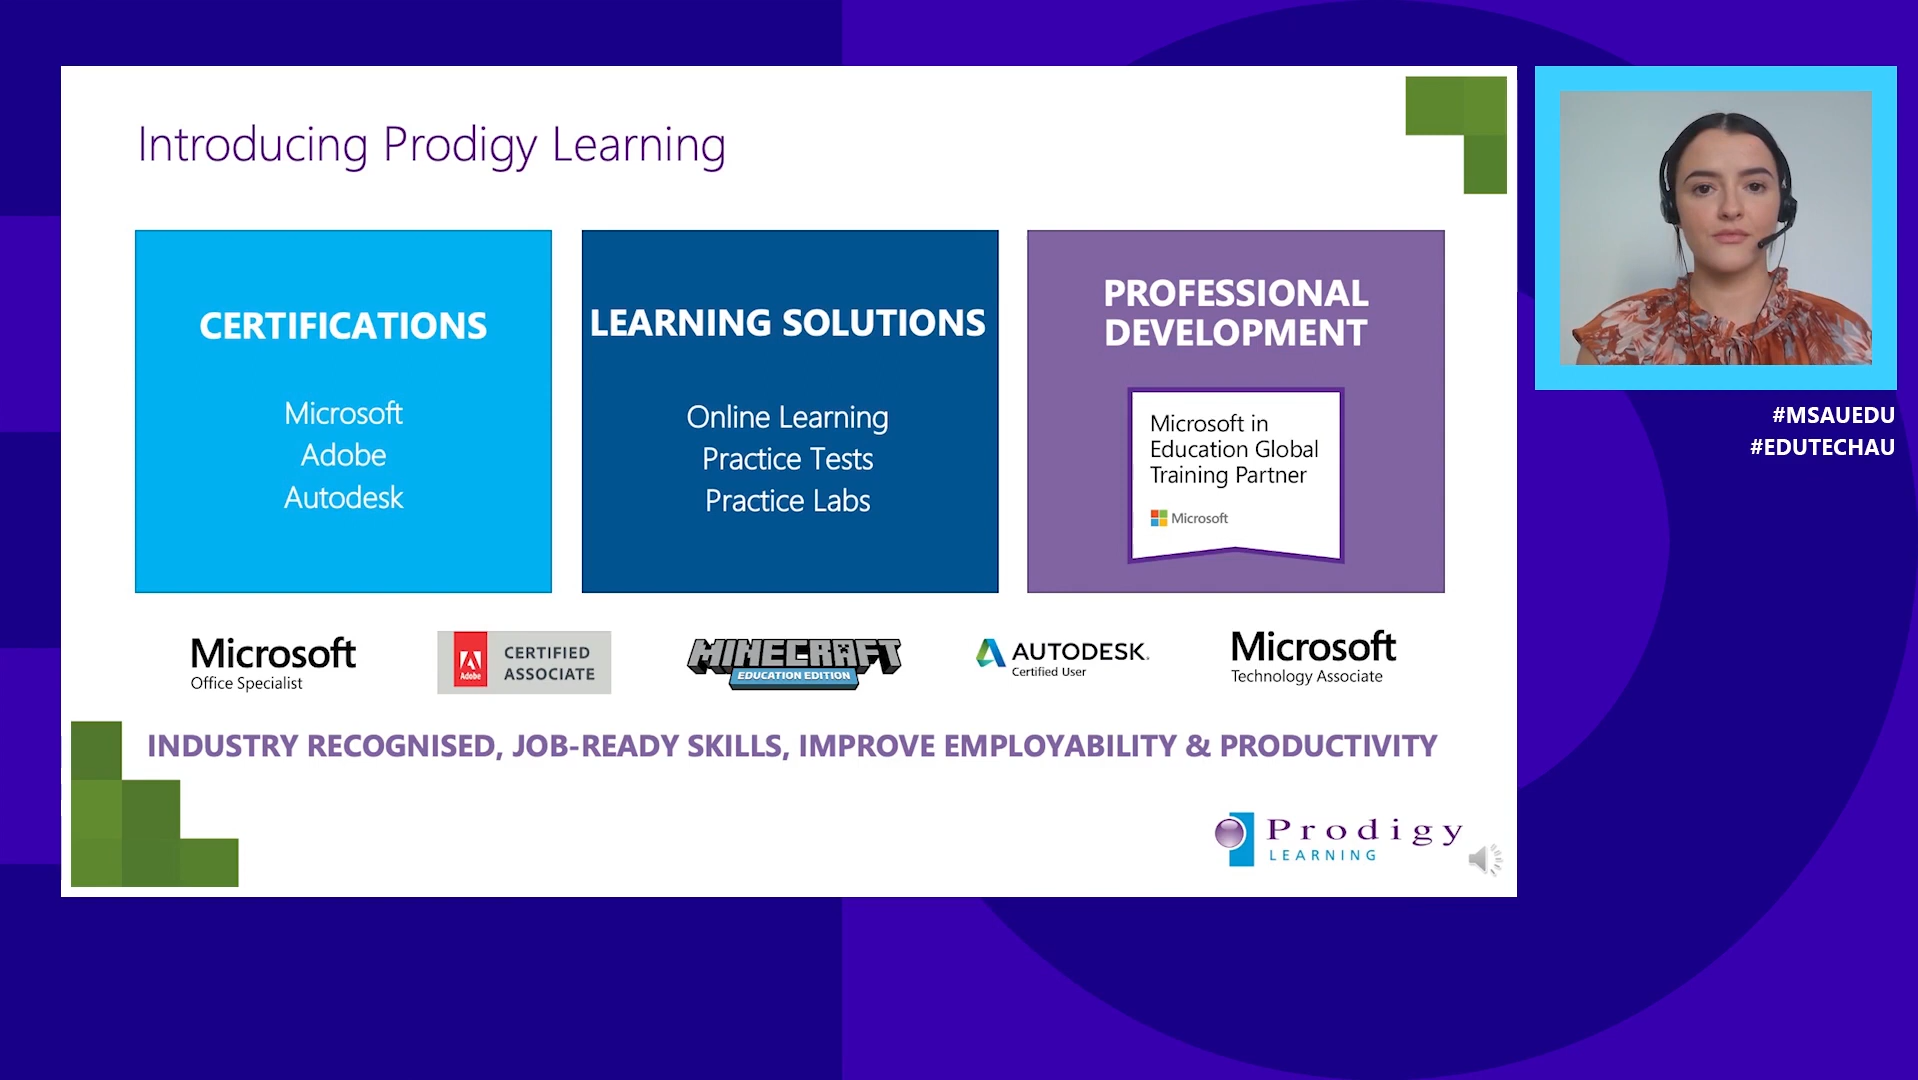 Introducing Prodigy Learning
CERTIFICATIONS
Microsoft
Adobe
Autodesk
LEARNING SOLUTIONS
Online Learning
Practice Tests
Practice Labs
PROFESSIONAL
DEVELOPMENT
Microsoft in
Education Global
Training Partner
Microsoft
Microsoft
Office Specialist
Adobe
CERTIFIED
ASSOCIATE
MINECRAFT
EDUCATION EDITION
AUTODESK.
Certified User
Microsoft
Technology Associate
INDUSTRY RECOGNISED, JOB-READY SKILLS, IMPROVE EMPLOYABILITY & PRODUCTIVITY
Prodigy
LEARNING
#MSAUEDU
#EDUTECHAU